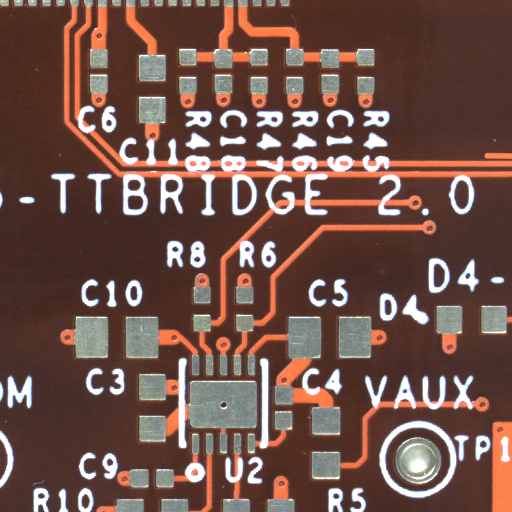 C6
C11
R48
C18
R47
R46
C19
R45
-TTBRIDGE 2.0
R8 R6
D4-
C10 C5 D4
C3 C4 VAUX
OM
TP1
C9 U2
R10 R5